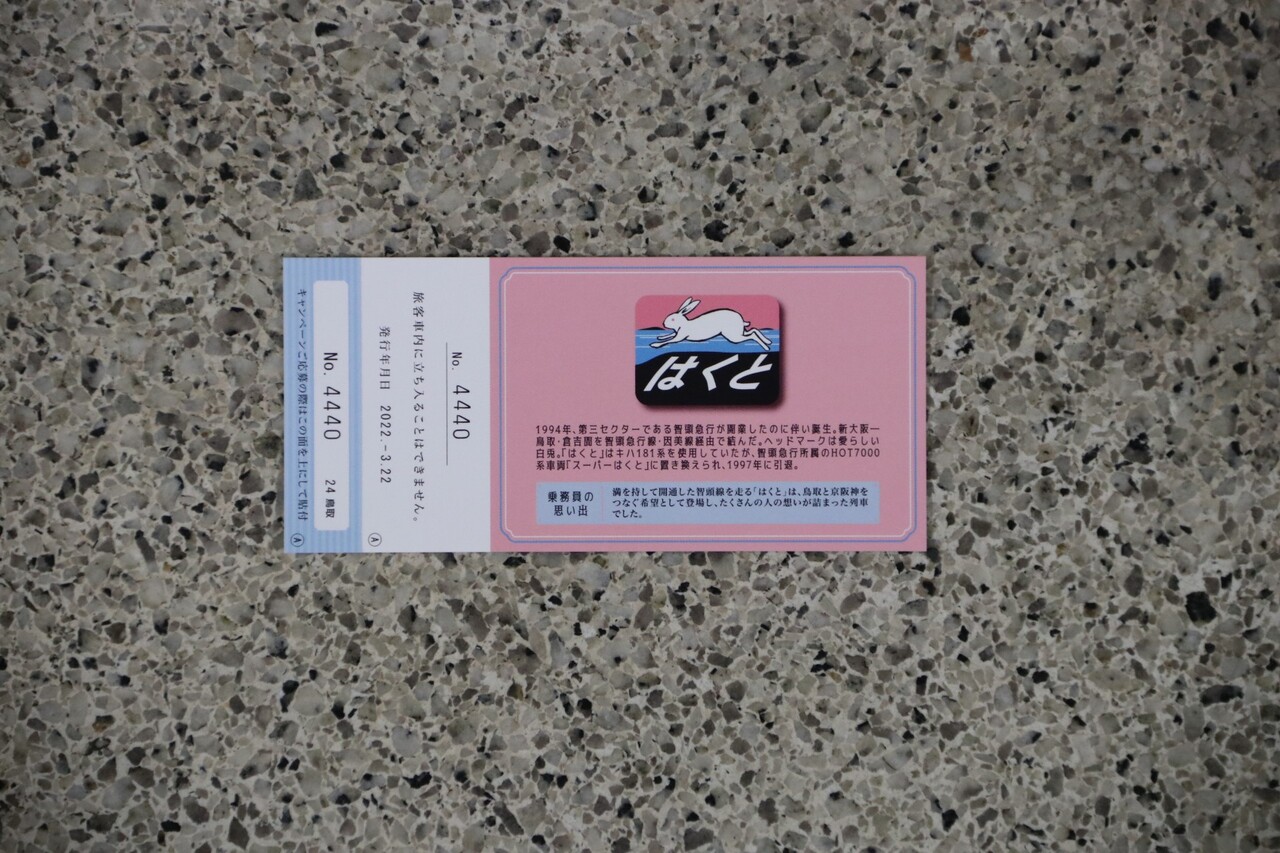 はくと
1994年、第三セクターである智頭急行が開業したのに伴い誕生。新大阪―
鳥取・倉吉間を智頭急行線・因美線経由で結んだ。ヘッドマークは愛らしい
白兎。「はくと」はキハ181系を使用していたが、智頭急行所属のHOT7000
系車両「スーパーはくと」に置き換えられ、1997年に引退。
乗務員の
思い出
満を持して開通した智頭線を走る「はくと」は、鳥取と京阪神を
つなぐ希望として登場し、たくさんの人の想いが詰まった列車
でした。
No. 4440
旅客車内に立ち入ることはできません。
発行年月日 2022.-3.22
Ⓐ
No. 4440 24 鳥取
キャンペーンご応募の際はこの面を上にして貼付 Ⓐ